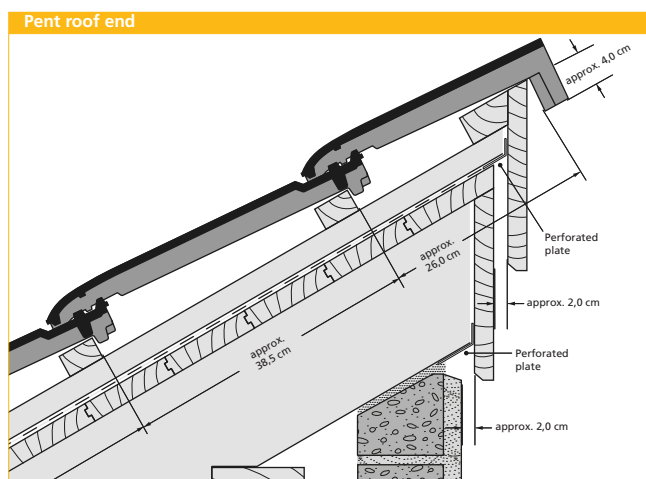 Pent roof end
approx. 4,0 cm
approx.
26,0 cm
Perforated
plate
approx. 2,0 cm
approx.
38,5 cm
Perforated
plate
approx. 2,0 cm